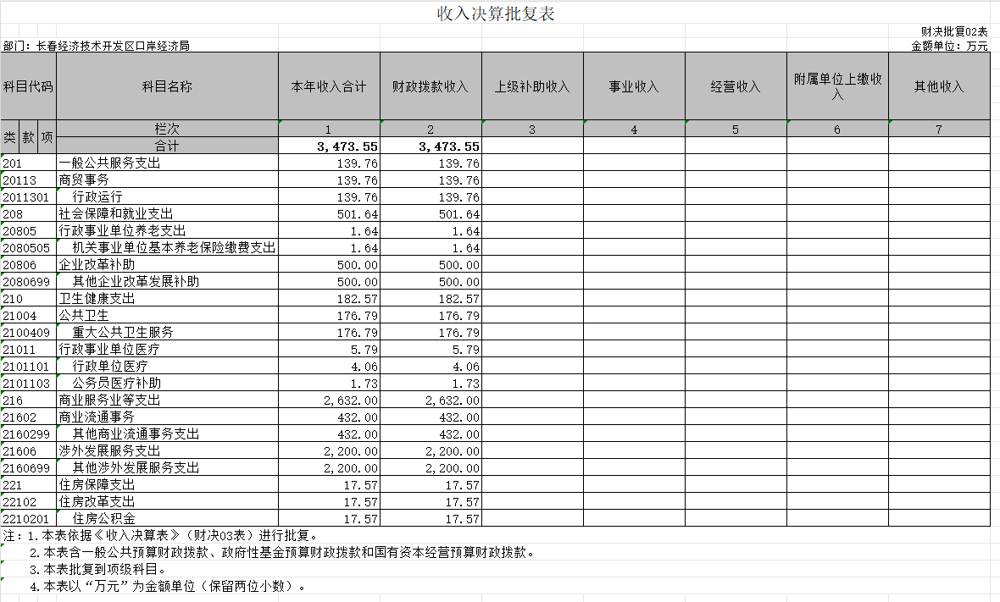 收入决算批复表
财决批复02表
部门：长春经济技术开发区口岸经济局 金额单位：万元
科目代码 科目名称 本年收入合计 财政拨款收入 上级补助收入 事业收入 经营收入 附属单位上缴收入 其他收入
类 款 项 栏次 1 2 3 4 5 6 7
合计 3,473.55 3,473.55
201 一般公共服务支出 139.76 139.76
20113 商贸事务 139.76 139.76
2011301 行政运行 139.76 139.76
208 社会保障和就业支出 501.64 501.64
20805 行政事业单位养老支出 1.64 1.64
2080505 机关事业单位基本养老保险缴费支出 1.64 1.64
20806 企业改革补助 500.00 500.00
2080699 其他企业改革发展补助 500.00 500.00
210 卫生健康支出 182.57 182.57
21004 公共卫生 176.79 176.79
2100409 重大公共卫生服务 176.79 176.79
21011 行政事业单位医疗 5.79 5.79
2101101 行政单位医疗 4.06 4.06
2101103 公务员医疗补助 1.73 1.73
216 商业服务业等支出 2,632.00 2,632.00
21602 商业流通事务 432.00 432.00
2160299 其他商业流通事务支出 432.00 432.00
21606 涉外发展服务支出 2,200.00 2,200.00
2160699 其他涉外发展服务支出 2,200.00 2,200.00
221 住房保障支出 17.57 17.57
22102 住房改革支出 17.57 17.57
2210201 住房公积金 17.57 17.57
注：1.本表依据《收入决算表》（财决03表）进行批复。
2.本表含一般公共预算财政拨款、政府性基金预算财政拨款和国有资本经营预算财政拨款。
3.本表批复到项级科目。
4.本表以“万元”为金额单位（保留两位小数）。